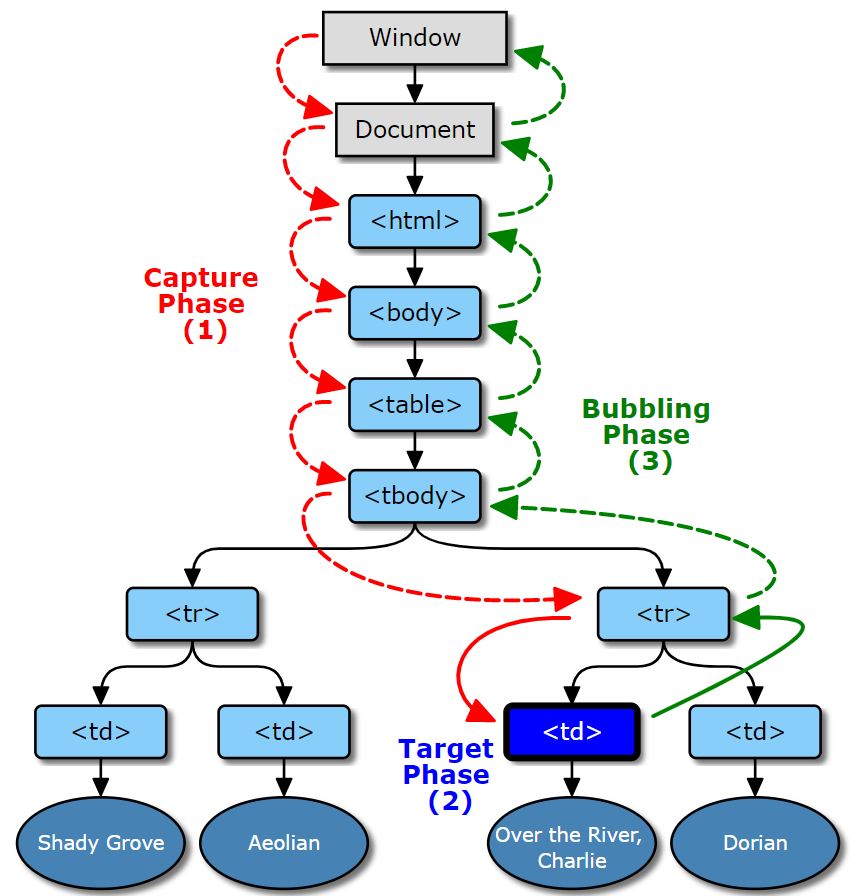 Window
Document
<html>
Capture
Phase
(1)
<body>
<table>
Bubbling
Phase
(3)
<tbody>
<tr>
<tr>
<td>
<td>
<td>
<td>
Target
Phase
(2)
Shady Grove
Aeolian
Over the River,
Charlie
Dorian